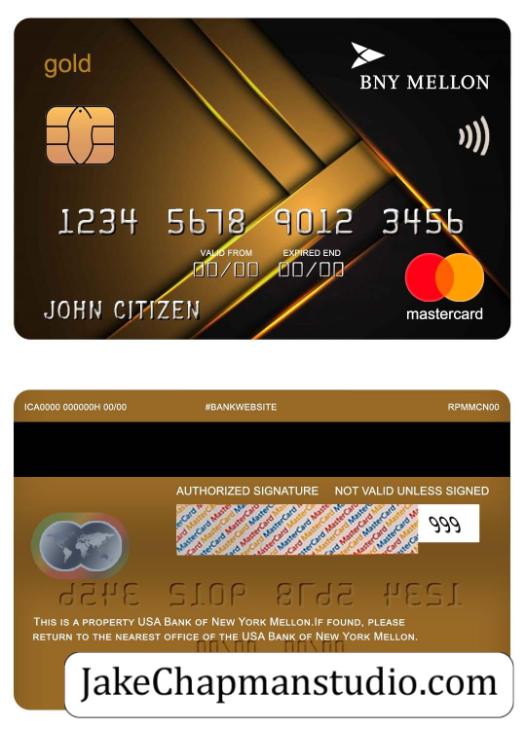 gold
BNY MELLON
1234 5678 9012 3456
VALID FROM EXPIRED END
00/00 00/00
JOHN CITIZEN
mastercard
ICA0000 000000H 00/00 #BANKWEBSITE RPMMCN00
AUTHORIZED SIGNATURE NOT VALID UNLESS SIGNED
MasterCard MasterCard MasterCard
999
THIS IS A PROPERTY USA BANK OF NEW YORK MELLON.IF FOUND, PLEASE
RETURN TO THE NEAREST OFFICE OF THE USA BANK OF NEW YORK MELLON.
JakeChapmanstudio.com